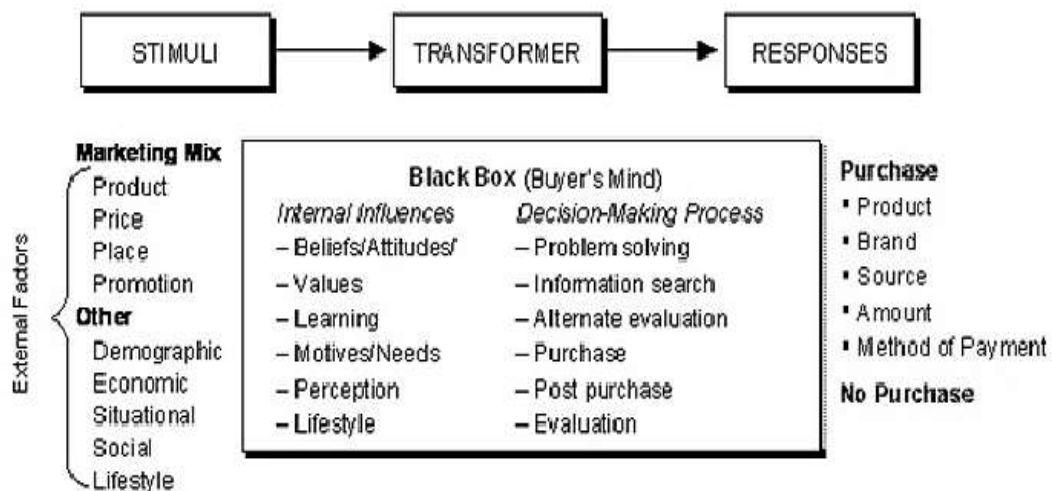 STIMULI
TRANSFORMER
RESPONSES
External Factors
Marketing Mix
Product
Price
Place
Promotion
Other
Demographic
Economic
Situational
Social
Lifestyle
Black Box (Buyer's Mind)
Internal Influences
– Beliefs/Attitudes/
– Values
– Learning
– Motives/Needs
– Perception
– Lifestyle
Decision-Making Process
– Problem solving
– Information search
– Alternate evaluation
– Purchase
– Post purchase
– Evaluation
Purchase
▪ Product
▪ Brand
▪ Source
▪ Amount
▪ Method of Payment
No Purchase